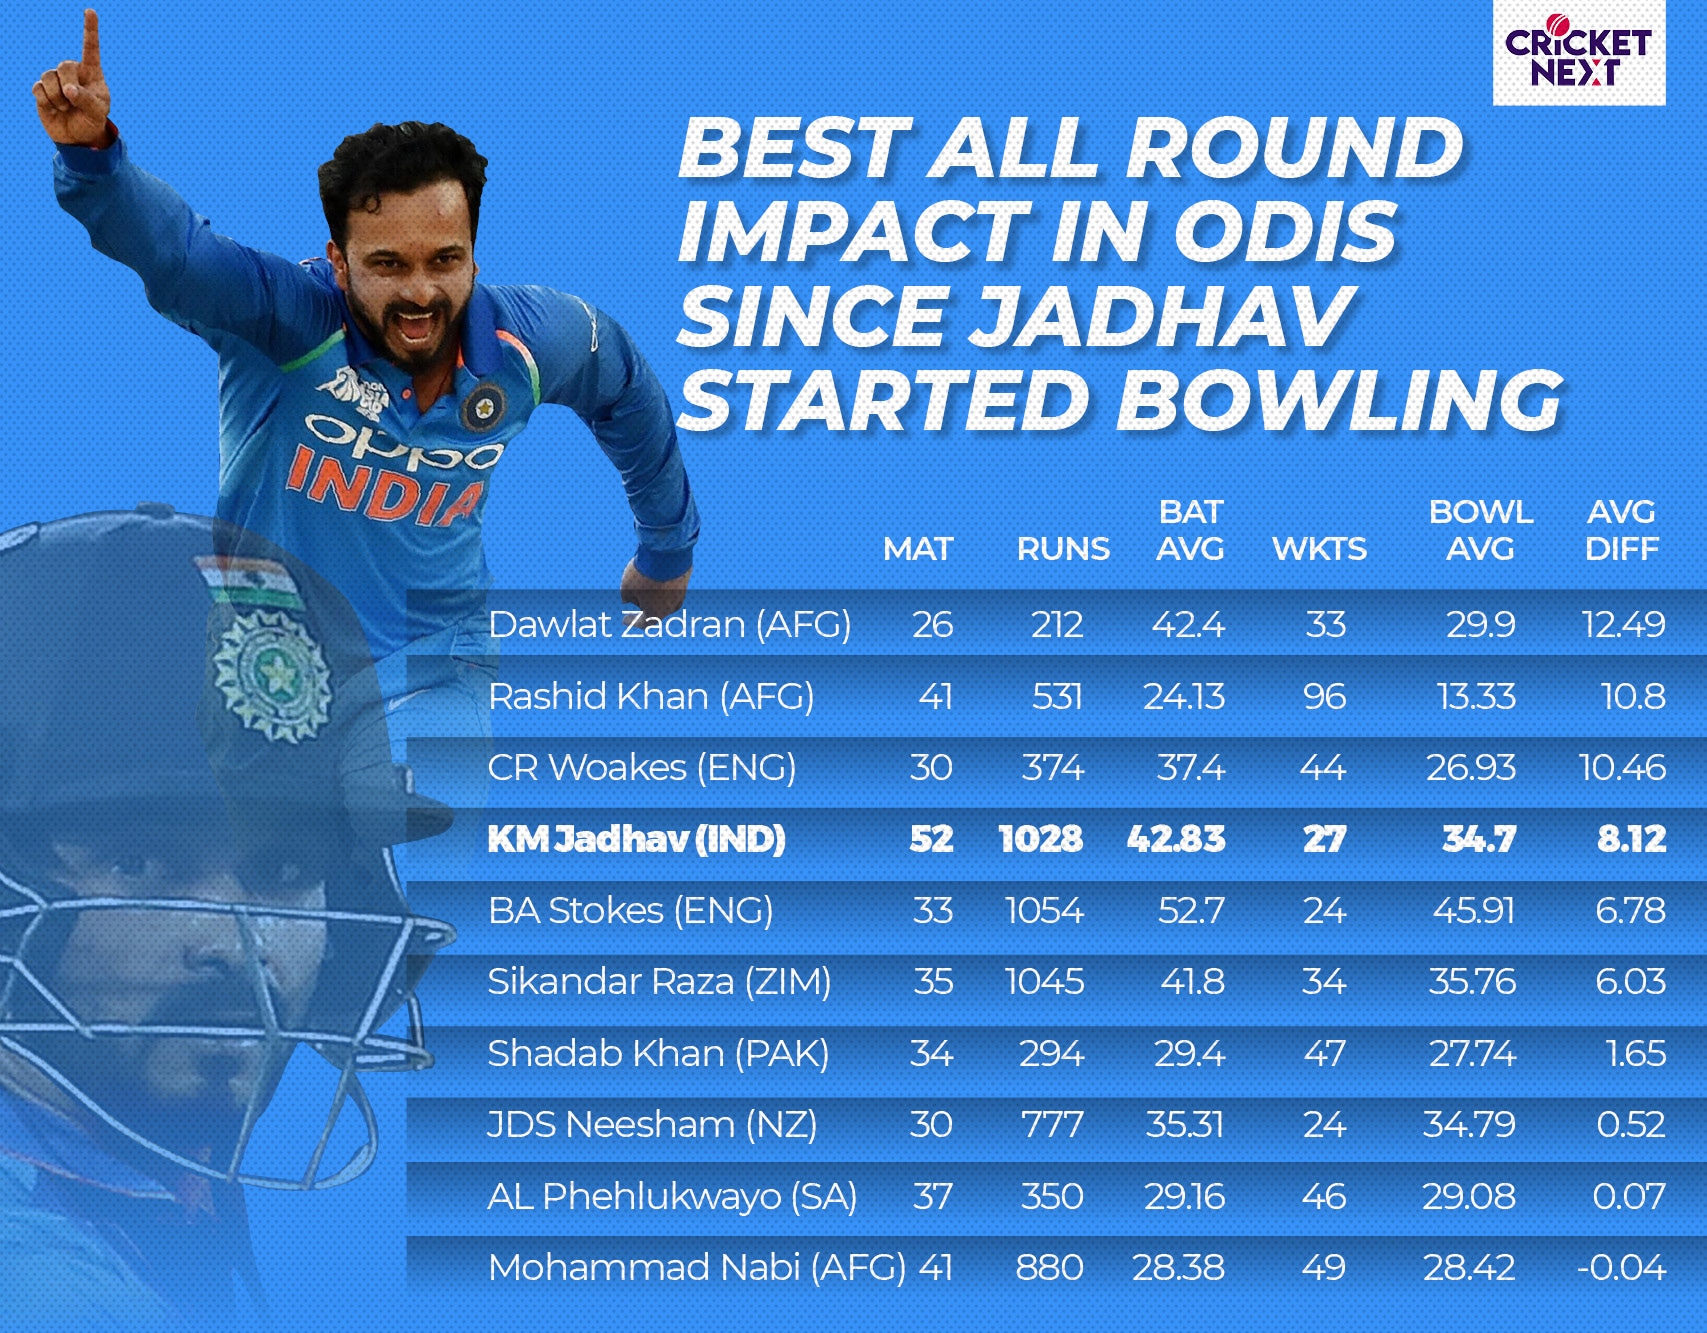 CRICKET
NEXT
BEST ALL ROUND
IMPACT IN ODIS
SINCE JADHAV
STARTED BOWLING
oppo
INDIA
MAT RUNS BAT AVG WKTS BOWL AVG AVG DIFF
Dawlat Zadran (AFG) 26 212 42.4 33 29.9 12.49
Rashid Khan (AFG) 41 531 24.13 96 13.33 10.8
CR Woakes (ENG) 30 374 37.4 44 26.93 10.46
KM Jadhav (IND) 52 1028 42.83 27 34.7 8.12
BA Stokes (ENG) 33 1054 52.7 24 45.91 6.78
Sikandar Raza (ZIM) 35 1045 41.8 34 35.76 6.03
Shadab Khan (PAK) 34 294 29.4 47 27.74 1.65
JDS Neesham (NZ) 30 777 35.31 24 34.79 0.52
AL Phehlukwayo (SA) 37 350 29.16 46 29.08 0.07
Mohammad Nabi (AFG) 41 880 28.38 49 28.42 -0.04